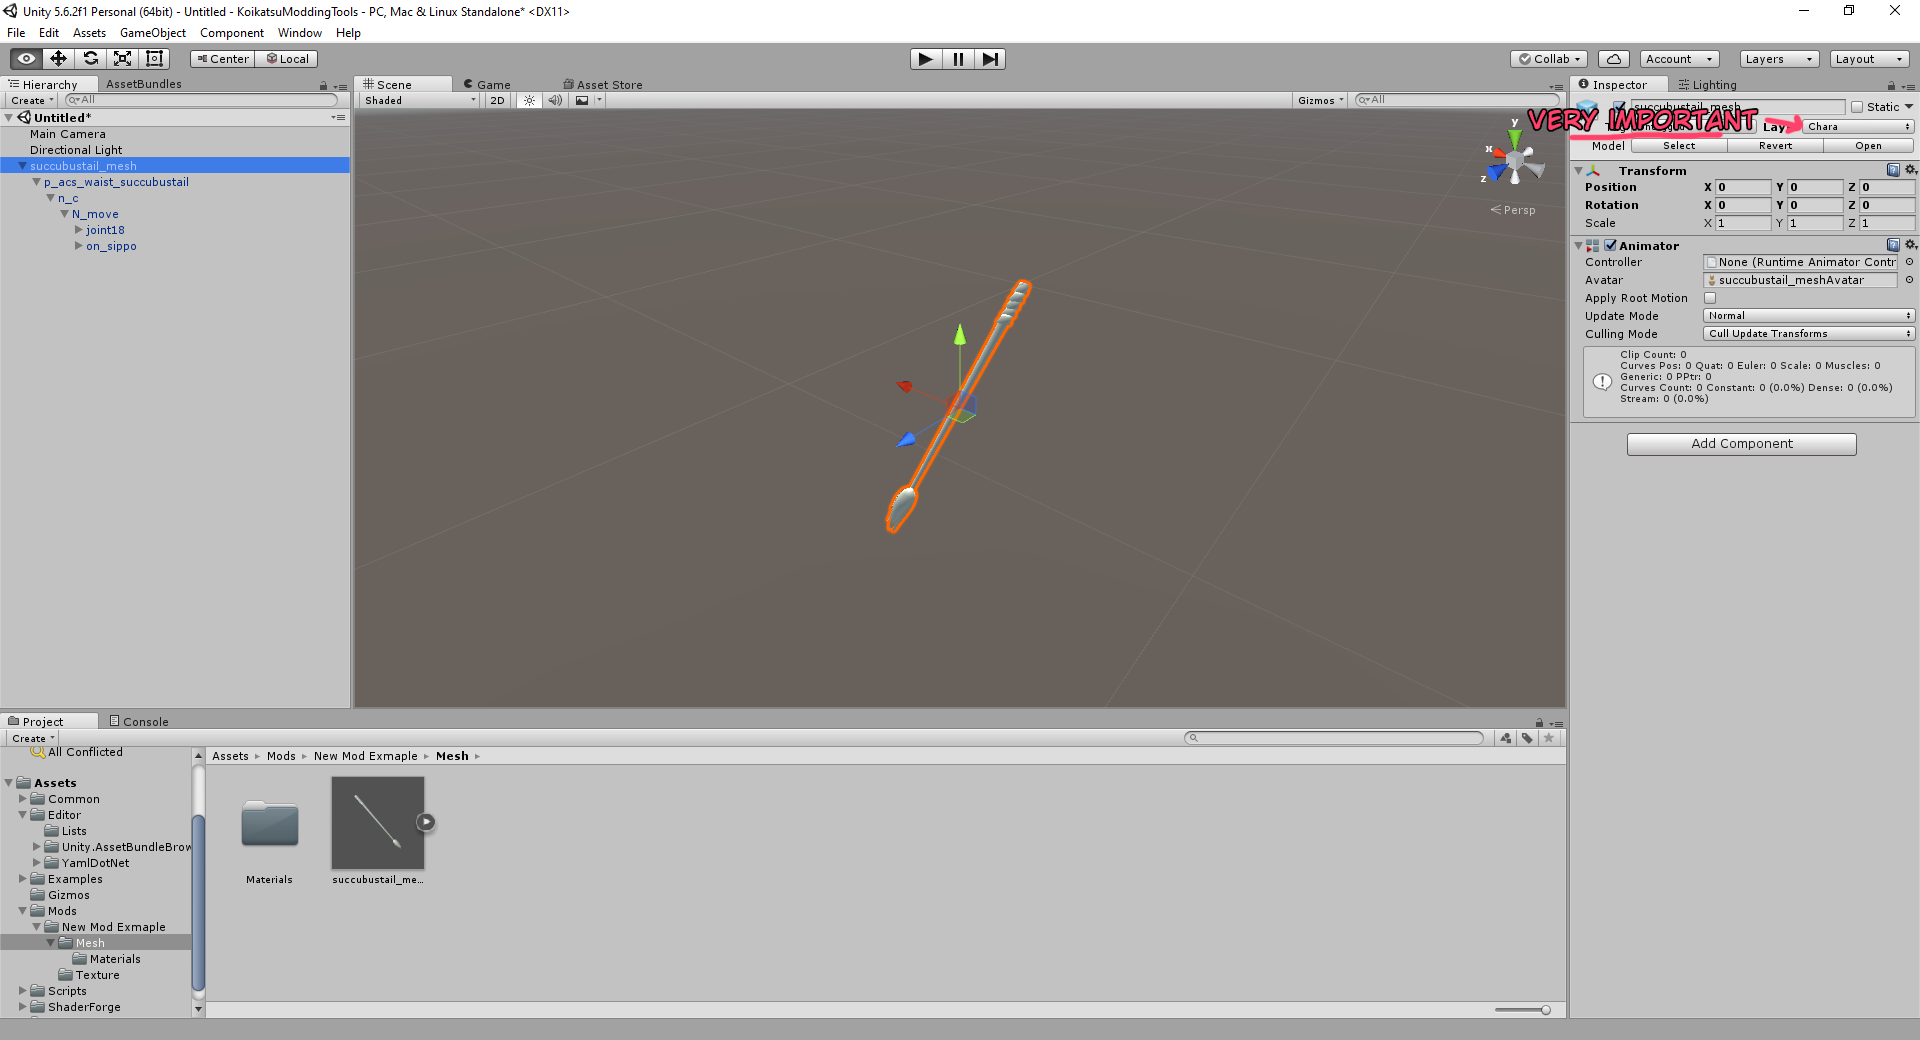 Unity 5.6.2f1 Personal (64bit) - Untitled - KoikatsuModdingTools - PC, Mac & Linux Standalone* <DX11>
File Edit Assets GameObject Component Window Help
Center Local
Collab Account Layers Layout
Hierarchy AssetBundles
Create All
Untitled*
Main Camera
Directional Light
succubustail_mesh
p_acs_waist_succubustail
n_c
N_move
joint18
on_sippo
Scene Game Asset Store
Shaded 2D Gizmos All
y
x
z
Persp
Inspector Lighting
succubustail_mesh Static
VERY IMPORTANT
Chara
Model Select Revert Open
Transform
Position X 0 Y 0 Z 0
Rotation X 0 Y 0 Z 0
Scale X 1 Y 1 Z 1
Animator
Controller None (Runtime Animator Contr
Avatar succubustail_meshAvatar
Apply Root Motion
Update Mode Normal
Culling Mode Cull Update Transforms
Clip Count: 0
Curves Pos: 0 Quat: 0 Euler: 0 Scale: 0 Muscles: 0
Generic: 0 PPtr: 0
Curves Count: 0 Constant: 0 (0.0%) Dense: 0 (0.0%)
Stream: 0 (0.0%)
Add Component
Project Console
Create
All Conflicted
Assets
Common
Editor
Lists
Unity.AssetBundleBrow
YamlDotNet
Examples
Gizmos
Mods
New Mod Exmaple
Mesh
Materials
Texture
Scripts
ShaderForge
Assets Mods New Mod Exmaple Mesh
Materials
succubustail_me...